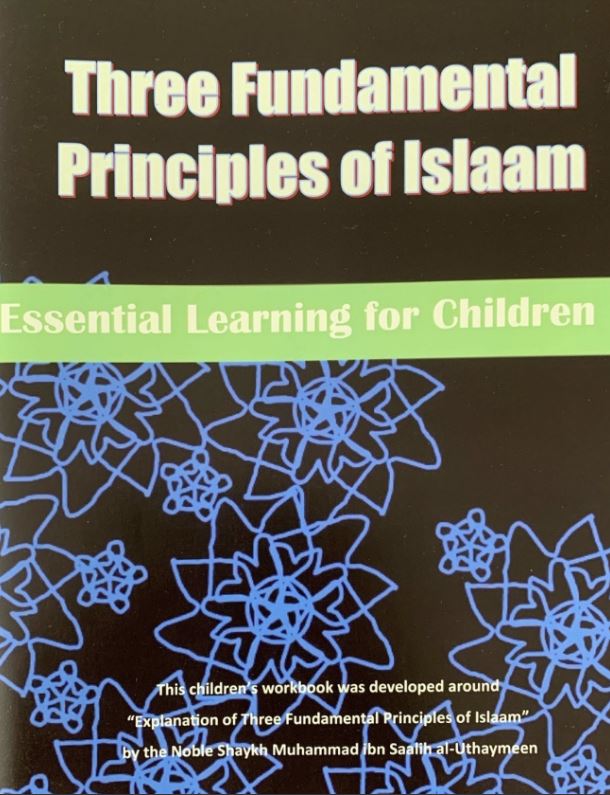 Three Fundamental
Principles of Islaam
Essential Learning for Children
This children's workbook was developed around
“Explanation of Three Fundamental Principles of Islaam”
by the Noble Shaykh Muhammad ibn Saalih al-Uthaymeen